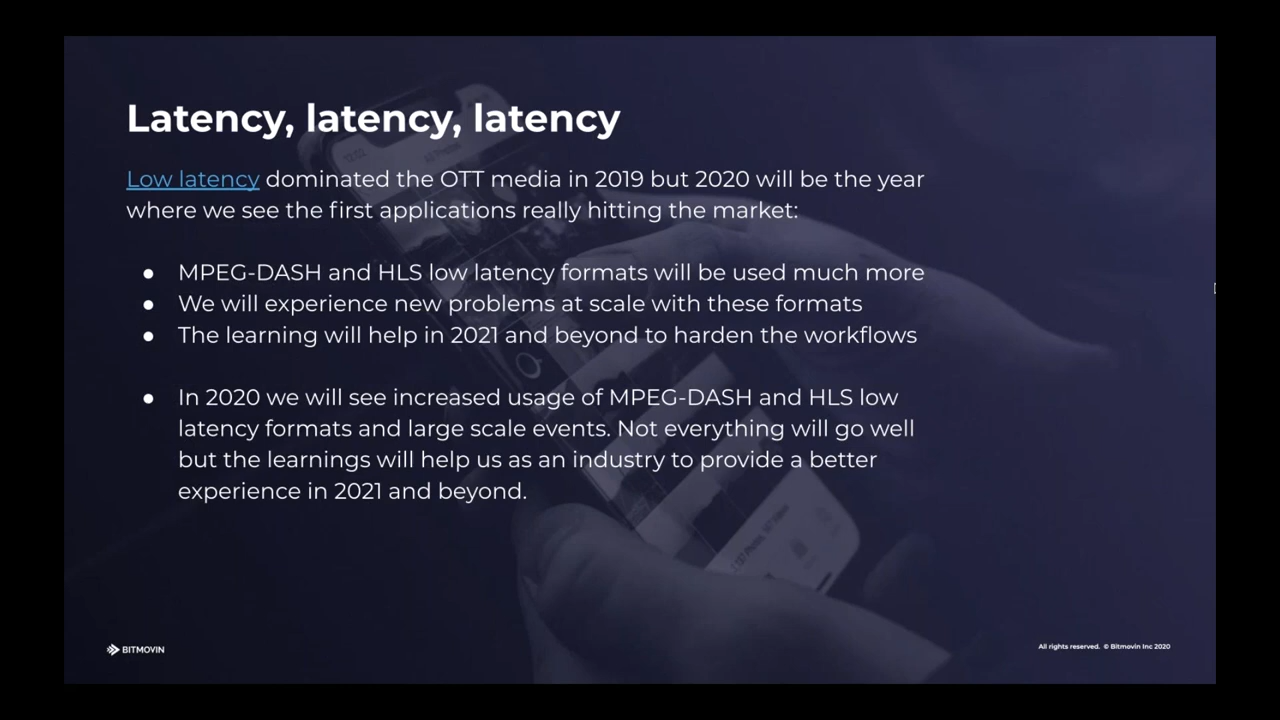 Latency, latency, latency
Low latency dominated the OTT media in 2019 but 2020 will be the year
where we see the first applications really hitting the market:
● MPEG-DASH and HLS low latency formats will be used much more
● We will experience new problems at scale with these formats
● The learning will help in 2021 and beyond to harden the workflows
● In 2020 we will see increased usage of MPEG-DASH and HLS low
latency formats and large scale events. Not everything will go well
but the learnings will help us as an industry to provide a better
experience in 2021 and beyond.
BITMOVIN
All rights reserved. © Bitmovin Inc 2020